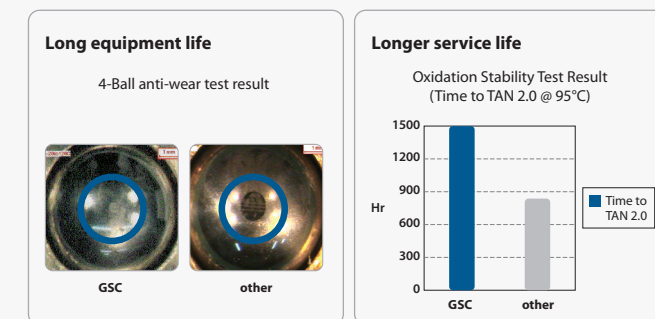 Long equipment life
4-Ball anti-wear test result
1 mm
1 mm
GSC
other
Longer service life
Oxidation Stability Test Result
(Time to TAN 2.0 @ 95°C)
1500
1200
900
Hr
600
300
0
GSC
other
Time to
TAN 2.0